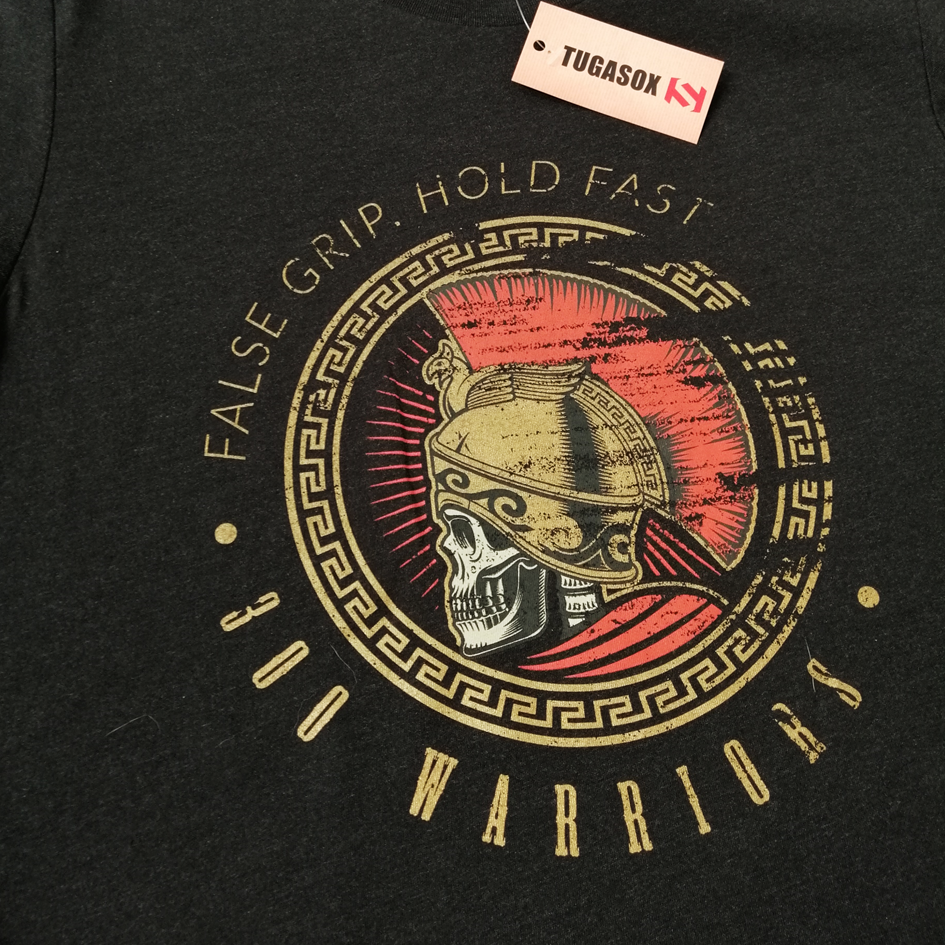 TUGASOX
FALSE GRIP. HOLD FAST
300 WARRIORS